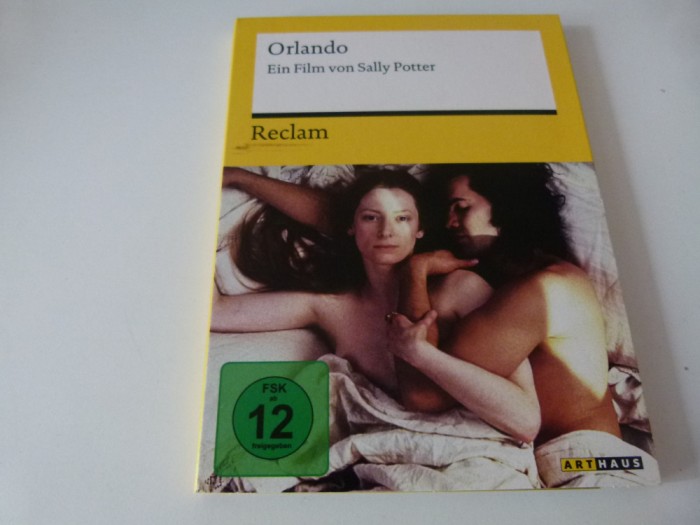 Orlando
Ein Film von Sally Potter
Reclam
FSK
ab
12
freigegeben
ARTHAUS